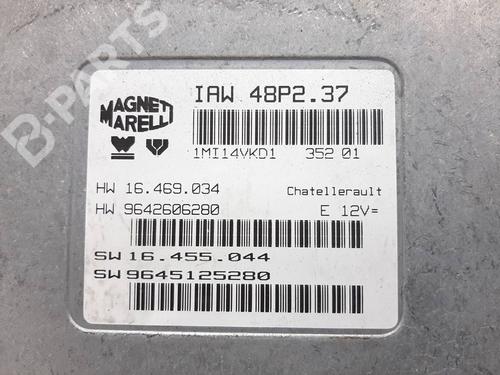 B-PARTS
IAW 48P2.37
MAGNETI
MARELLI
1MI14VKD1 352 01
HW 16.469.034 Chatellerault
HW 9642606280 E 12V=
SW 16.455.044
SW 9645125280